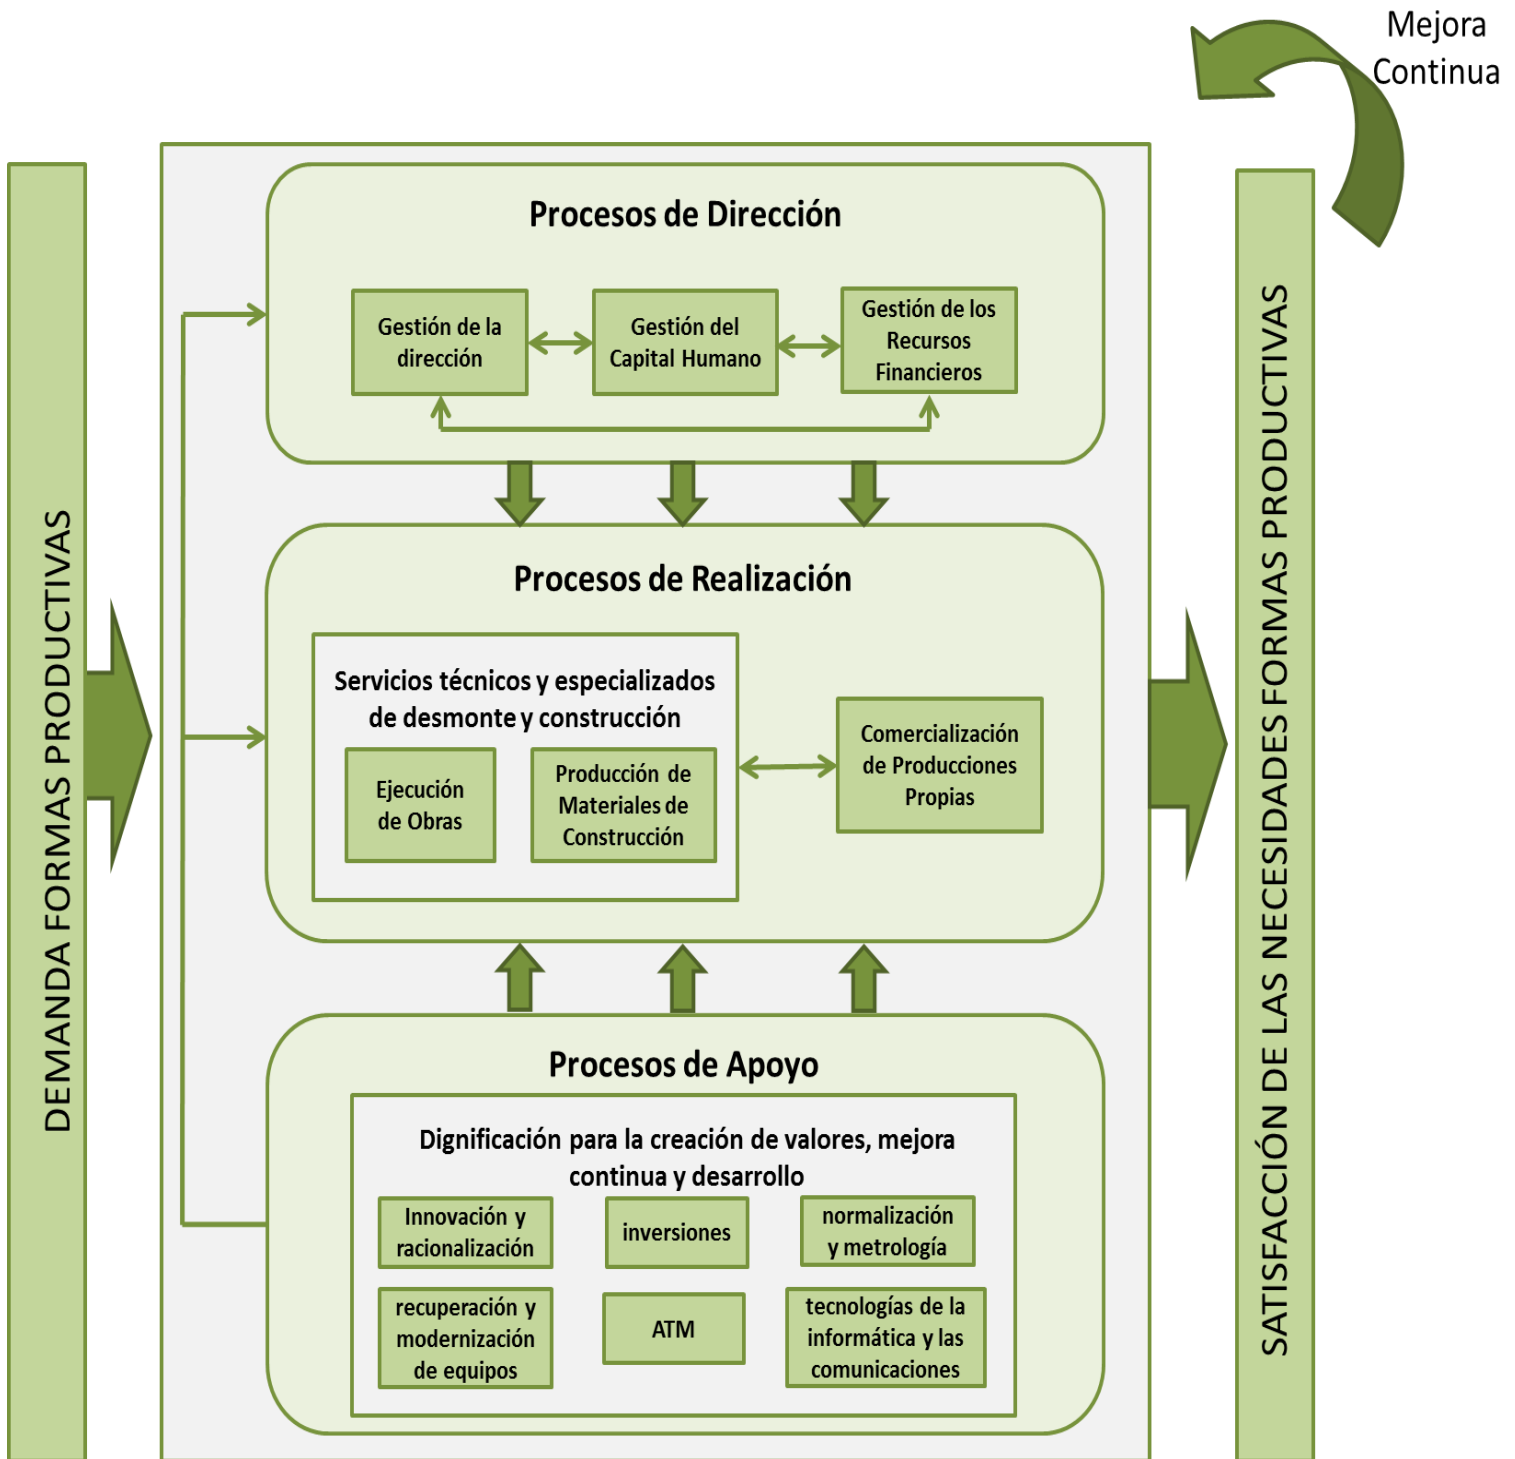 Mejora
Continua
DEMANDA FORMAS PRODUCTIVAS
Procesos de Dirección
Gestión de la
dirección
Gestión del
Capital Humano
Gestión de los
Recursos
Financieros
Procesos de Realización
Servicios técnicos y especializados
de desmonte y construcción
Ejecución
de Obras
Producción de
Materiales de
Construcción
Comercialización
de Producciones
Propias
Procesos de Apoyo
Dignificación para la creación de valores, mejora
continua y desarrollo
Innovación y
racionalización
inversiones
normalización
y metrología
recuperación y
modernización
de equipos
ATM
tecnologías de la
informática y las
comunicaciones
SATISFACCIÓN DE LAS NECESIDADES FORMAS PRODUCTIVAS